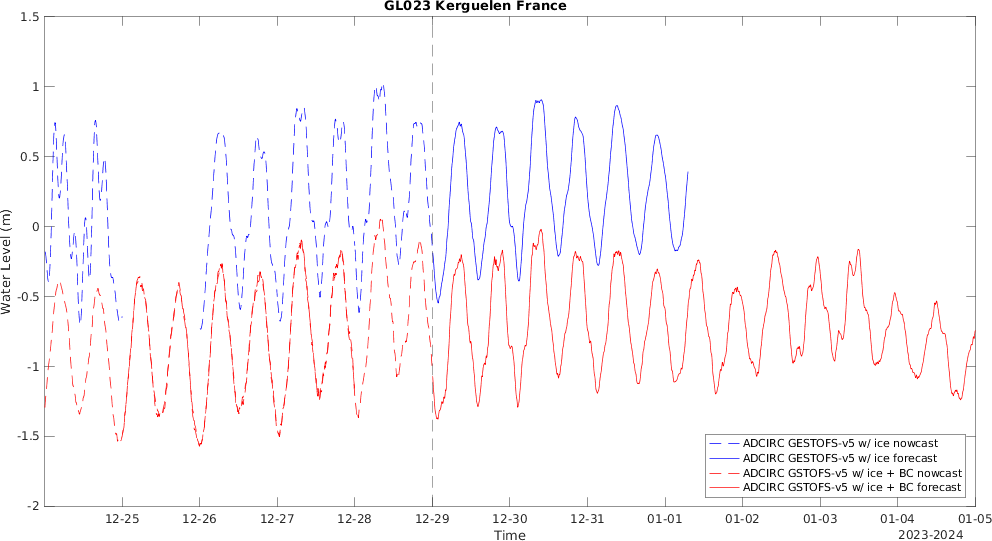 GL023 Kerguelen France
1.5
1
0.5
0
-0.5
-1
-1.5
-2
Water Level (m)
ADCIRC GESTOFS-v5 w/ ice nowcast
ADCIRC GESTOFS-v5 w/ ice forecast
ADCIRC GSTOFS-v5 w/ ice + BC nowcast
ADCIRC GSTOFS-v5 w/ ice + BC forecast
12-25 12-26 12-27 12-28 12-29 12-30 12-31 01-01 01-02 01-03 01-04 01-05
Time
2023-2024